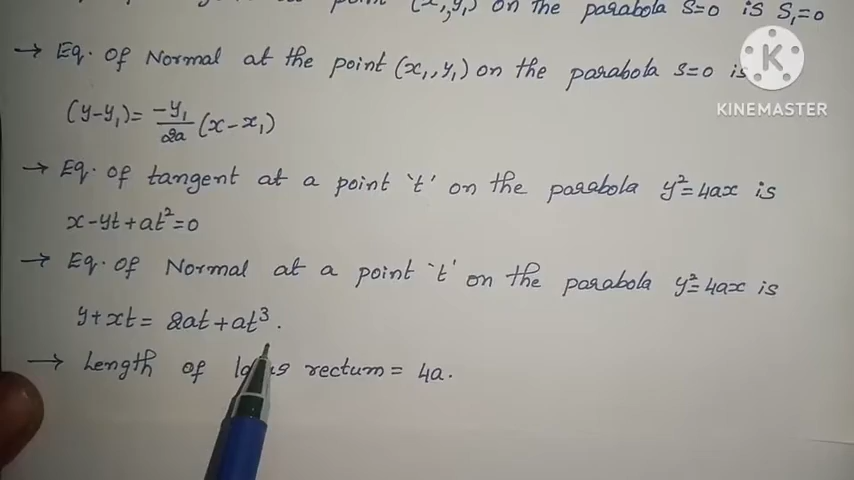 point (x₁,y₁) on the parabola S=0 is S₁=0
→ Eq. of Normal at the point (x₁,y₁) on the parabola S=0 is
K
KINEMASTER
(y-y₁)= -y₁/2a (x-x₁)
→ Eq. of tangent at a point 't' on the parabola y²=4ax is
x-yt+at²=0
→ Eq. of Normal at a point 't' on the parabola y²=4ax is
y+xt= 2at+at³.
→ Length of rectum= 4a.